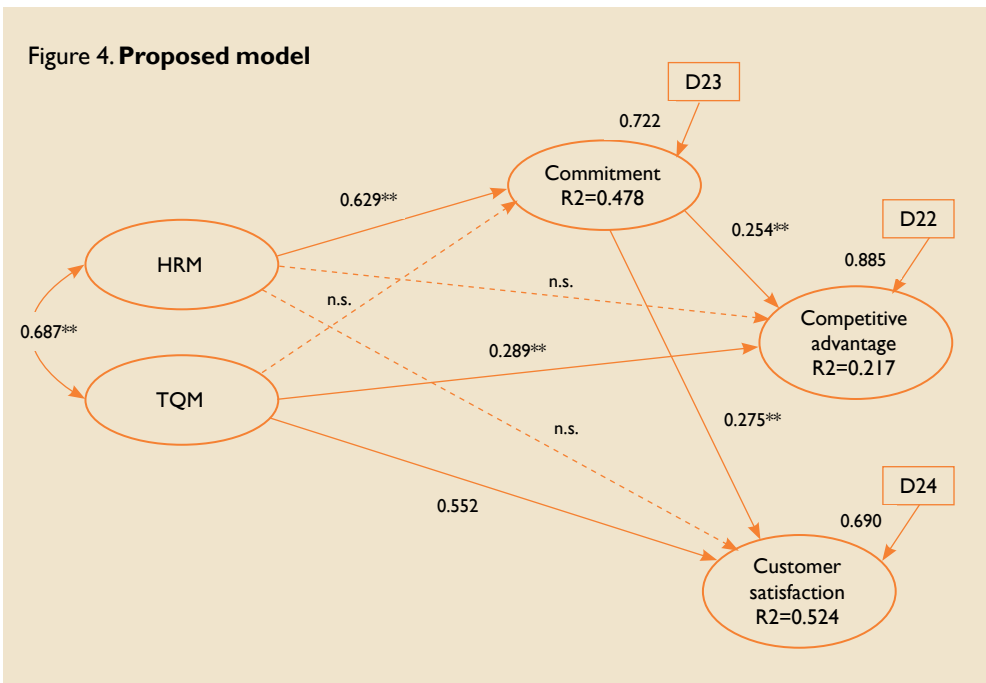 Figure 4. Proposed model
D23
0.722
Commitment
R2=0.478
0.629**
0.254**
D22
0.885
HRM
n.s.
n.s.
0.687**
Competitive
advantage
R2=0.217
0.289**
TQM
n.s.
0.275**
0.552
D24
0.690
Customer
satisfaction
R2=0.524